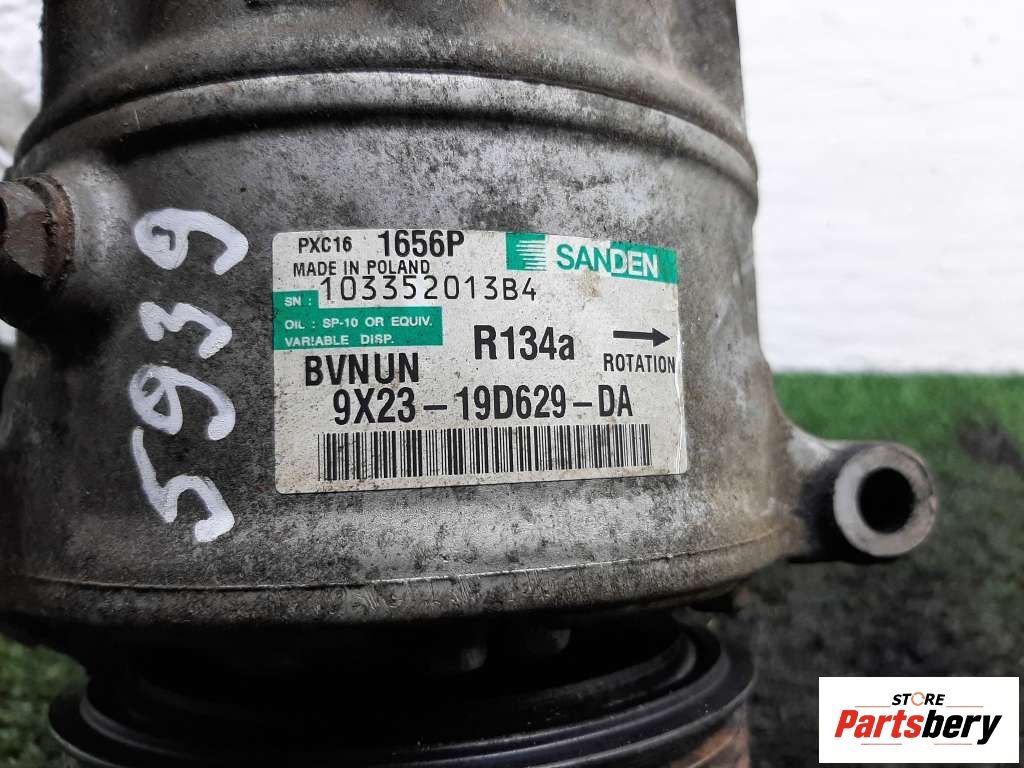 5939
PXC16 1656P SANDEN
MADE IN POLAND
SN : 103352013B4
OIL : SP-10 OR EQUIV.
VARIABLE DISP.
R134a
ROTATION
BVNUN
9X23-19D629-DA
STORE
Partsbery